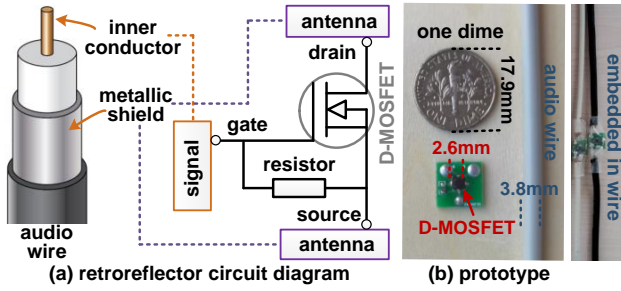 inner
conductor
metallic
shield
audio
wire
antenna
drain
gate
signal
resistor
D-MOSFET
source
antenna
(a) retroreflector circuit diagram
one dime
17.9mm
2.6mm
3.8mm
D-MOSFET
audio wire
embedded in wire
(b) prototype